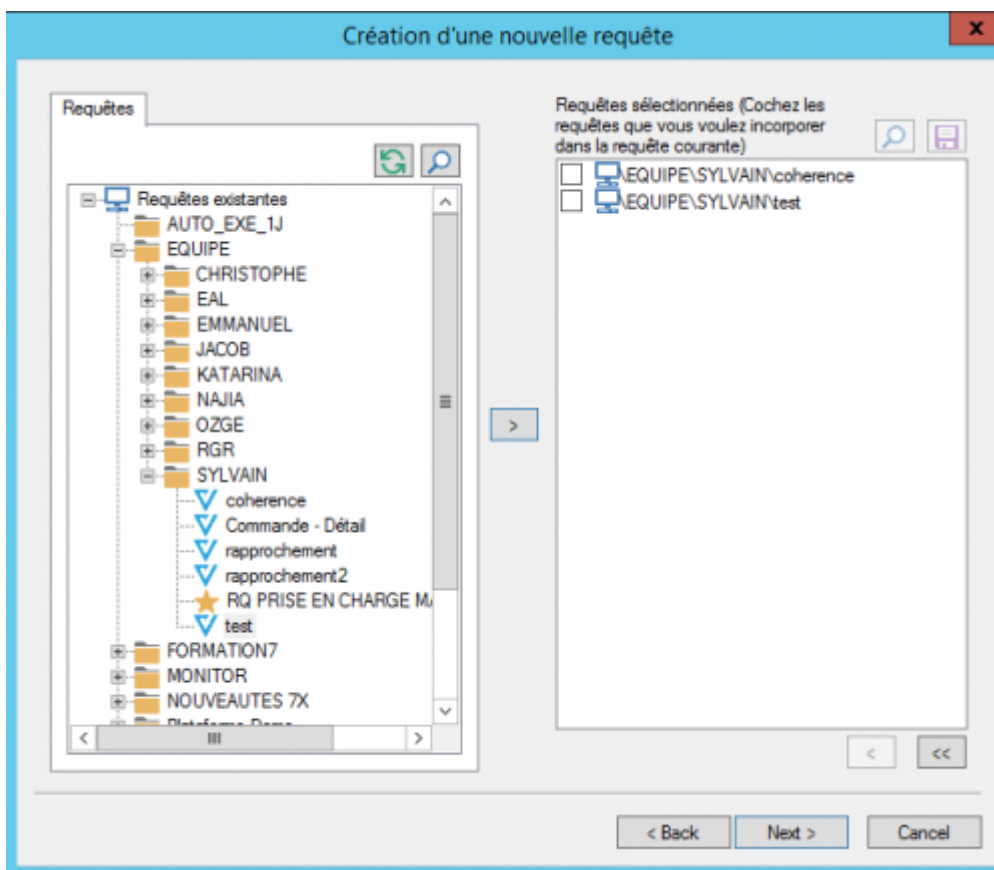 Création d'une nouvelle requête
x
Requêtes
Requêtes sélectionnées (Cochez les
requêtes que vous voulez incorporer
dans la requête courante)
Requêtes existantes
AUTO_EXE_1J
EQUIPE
CHRISTOPHE
EAL
EMMANUEL
JACOB
KATARINA
NAJIA
OZGE
RGR
SYLVAIN
coherence
Commande - Détail
rapprochement
rapprochement2
RQ PRISE EN CHARGE
test
FORMATION7
MONITOR
NOUVEAUTES 7X
>
\EQUIPE\SYLVAIN\coherence
\EQUIPE\SYLVAIN\test
<
<<
< Back
Next >
Cancel